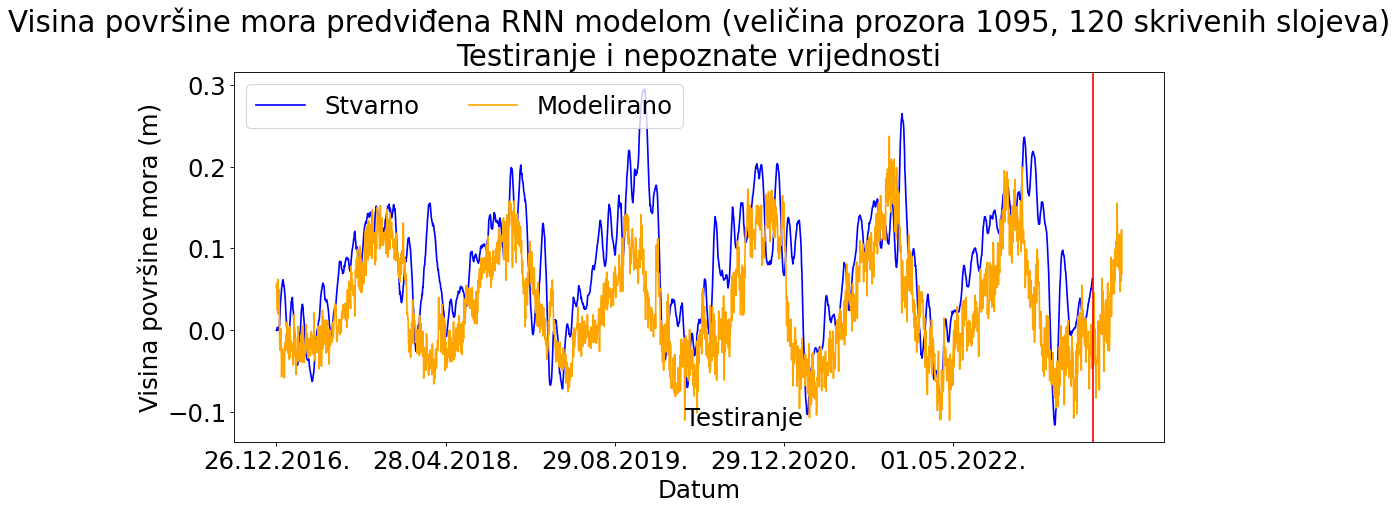 Visina površine mora predviđena RNN modelom (veličina prozora 1095, 120 skrivenih slojeva)
Testiranje i nepoznate vrijednosti
Stvarno
Modelirano
Visina površine mora (m)
0.3
0.2
0.1
0.0
−0.1
Testiranje
26.12.2016.
28.04.2018.
29.08.2019.
29.12.2020.
01.05.2022.
Datum